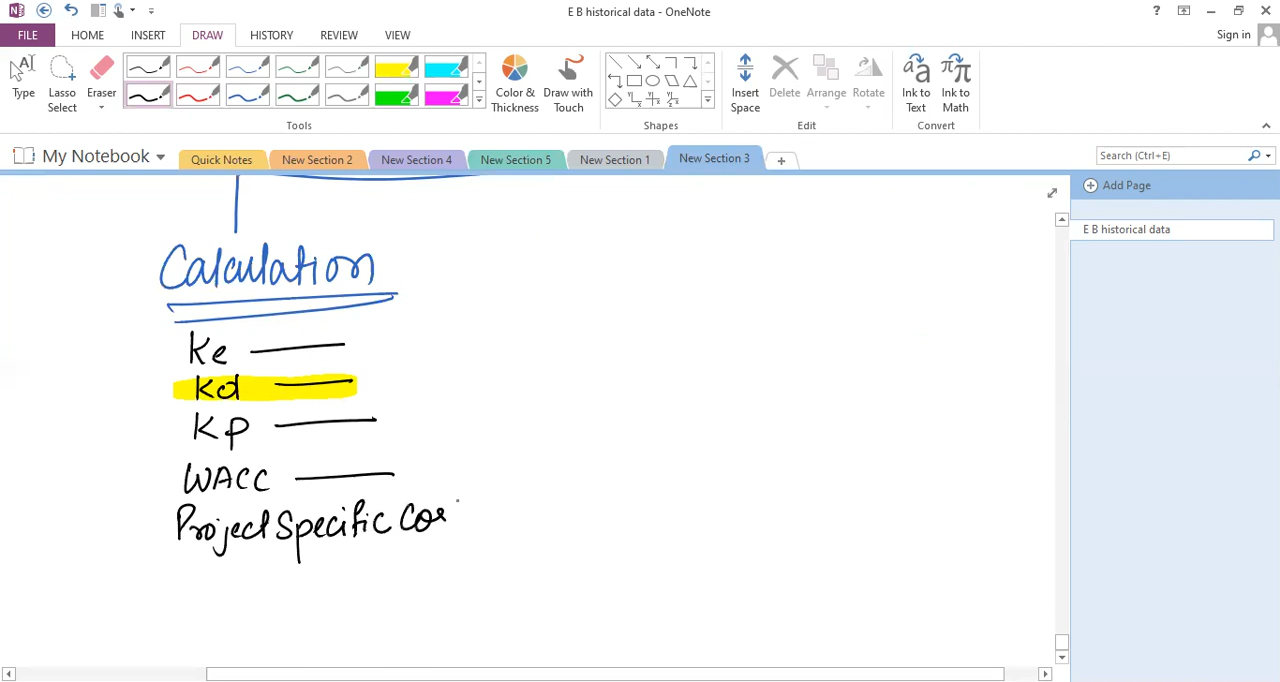 E B historical data - OneNote
?
Sign in
FILE HOME INSERT DRAW HISTORY REVIEW VIEW
Type
Lasso Select
Eraser
Color & Thickness
Draw with Touch
Insert Space
Delete
Arrange
Rotate
Ink to Text
Ink to Math
Tools
Shapes
Edit
Convert
My Notebook
Quick Notes
New Section 2
New Section 4
New Section 5
New Section 1
New Section 3
Search (Ctrl+E)
Add Page
E B historical data
Calculation
Ke
Kd
Kp
WACC
Project Specific Cos